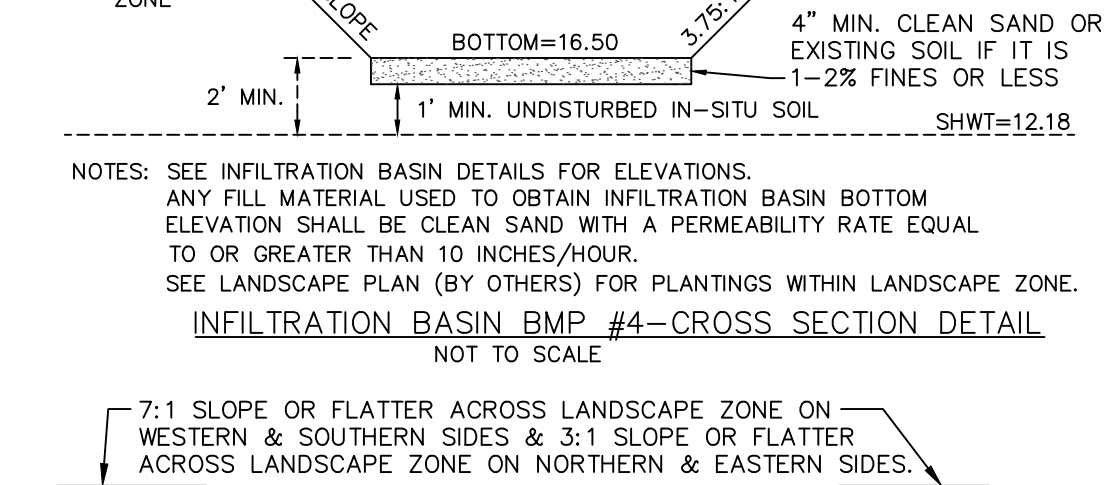 ZONE
SLOPE
BOTTOM=16.50
3.75:1
4" MIN. CLEAN SAND OR
EXISTING SOIL IF IT IS
1-2% FINES OR LESS
2' MIN.
1' MIN. UNDISTURBED IN-SITU SOIL
SHWT=12.18
NOTES: SEE INFILTRATION BASIN DETAILS FOR ELEVATIONS.
ANY FILL MATERIAL USED TO OBTAIN INFILTRATION BASIN BOTTOM
ELEVATION SHALL BE CLEAN SAND WITH A PERMEABILITY RATE EQUAL
TO OR GREATER THAN 10 INCHES/HOUR.
SEE LANDSCAPE PLAN (BY OTHERS) FOR PLANTINGS WITHIN LANDSCAPE ZONE.
INFILTRATION BASIN BMP #4-CROSS SECTION DETAIL
NOT TO SCALE
7:1 SLOPE OR FLATTER ACROSS LANDSCAPE ZONE ON
WESTERN & SOUTHERN SIDES & 3:1 SLOPE OR FLATTER
ACROSS LANDSCAPE ZONE ON NORTHERN & EASTERN SIDES.